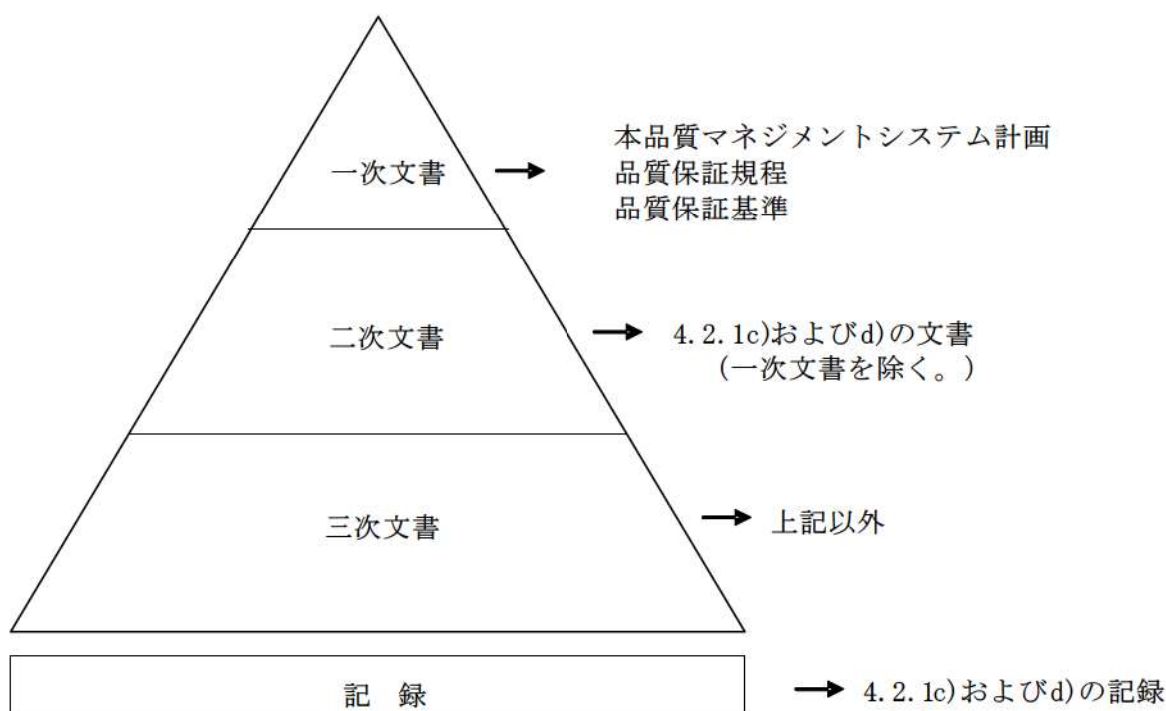 本品質マネジメントシステム計画
一次文書 → 品質保証規程
品質保証基準
二次文書 → 4.2.1c)およびd)の文書
(一次文書を除く。)
三次文書 → 上記以外
記 録 → 4.2.1c)およびd)の記録